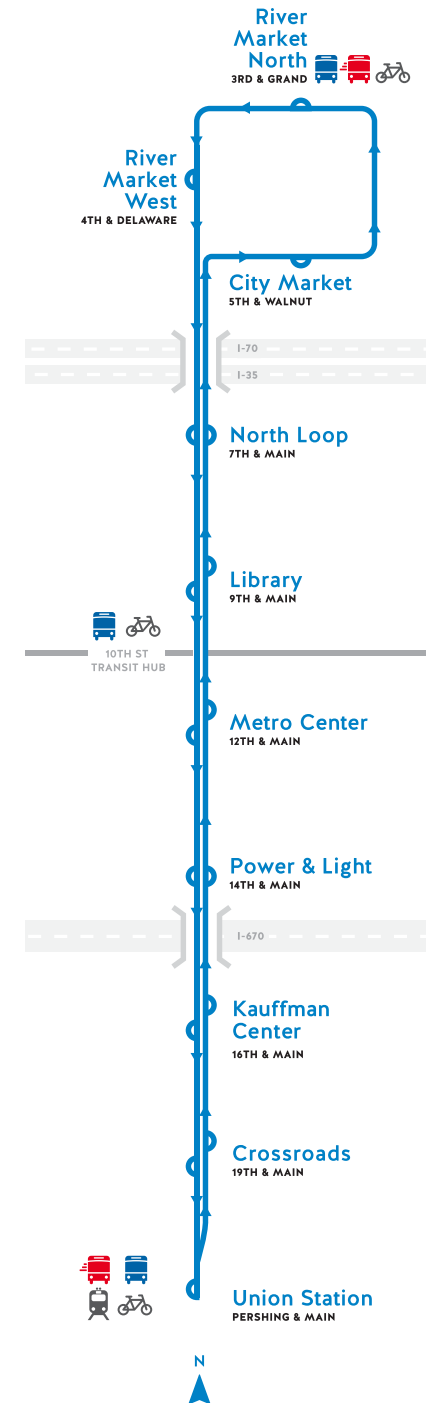 River
Market
North
3RD & GRAND
River
Market
West
4TH & DELAWARE
City Market
5TH & WALNUT
I-70
I-35
North Loop
7TH & MAIN
Library
9TH & MAIN
10TH ST
TRANSIT HUB
Metro Center
12TH & MAIN
Power & Light
14TH & MAIN
I-670
Kauffman
Center
16TH & MAIN
Crossroads
19TH & MAIN
Union Station
PERSHING & MAIN
N